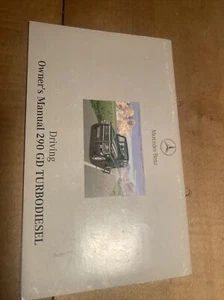 Mercedes-Benz
Driving
Owner's Manual 290 GD TURBODIESEL